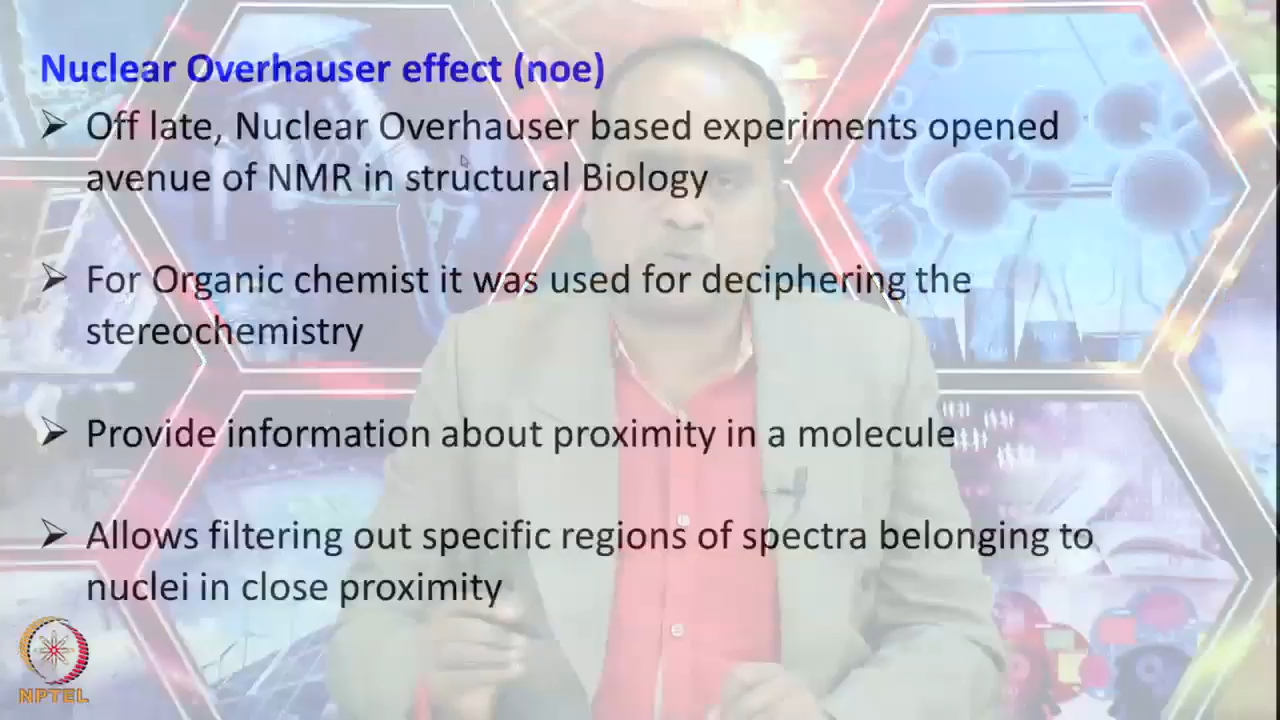 Nuclear Overhauser effect (noe)
➢ Off late, Nuclear Overhauser based experiments opened
avenue of NMR in structural Biology
➢ For Organic chemist it was used for deciphering the
stereochemistry
➢ Provide information about proximity in a molecule
➢ Allows filtering out specific regions of spectra belonging to
nuclei in close proximity
NPTEL